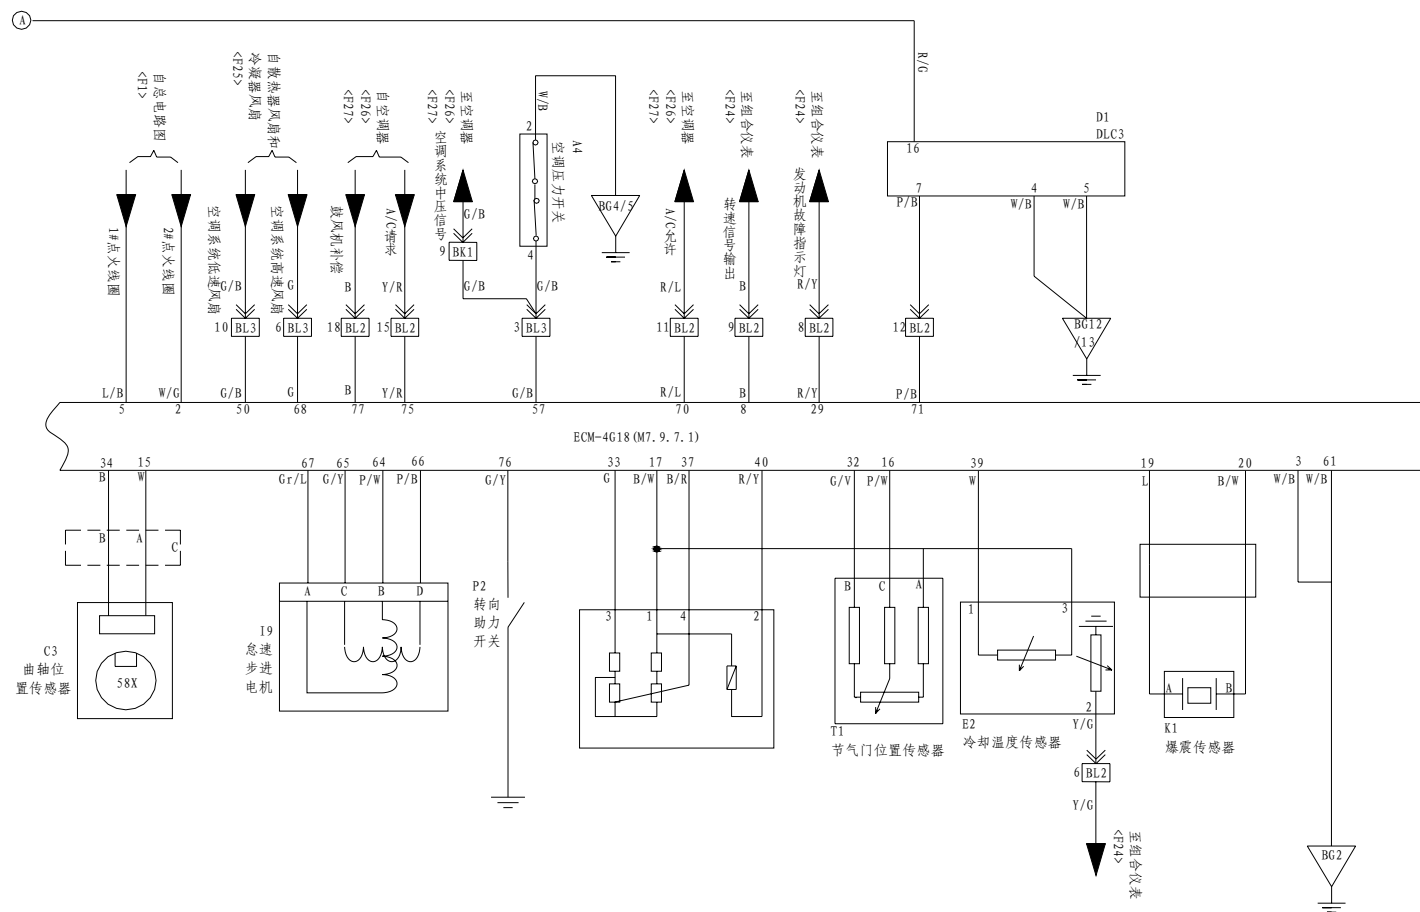 A
R/G
自总电路图
<F1>
自散热器风扇和
冷凝器风扇
<F25>
自空调器
<F26>
<F27>
至空调器
<F26>
<F27>
空调系统中压信号
W/B
2
A4
空调压力开关
4
BG4/5
至空调器
<F26>
<F27>
至组合仪表
<F24>
至组合仪表
<F24>
D1
DLC3
16
7
4
5
P/B
W/B
W/B
1#点火线圈
2#点火线圈
空调系统低速风扇
空调系统高速风扇
鼓风机补偿
A/C请求
A/C允许
转速信号输出
发动机故障指示灯
G/B
9
BK1
G/B
G
B
Y/R
G/B
G/B
R/L
B
R/Y
10
BL3
6
BL3
18
BL2
15
BL2
3
BL3
11
BL2
9
BL2
8
BL2
12
BL2
BG12
/13
L/B
W/G
G/B
G
B
Y/R
G/B
R/L
B
R/Y
P/B
5
2
50
68
77
75
57
70
8
29
71
ECM-4G18(M7.9.7.1)
34
15
67
65
64
66
76
33
17
37
40
32
16
39
19
20
3
61
B
W
Gr/L
G/Y
P/W
P/B
G/Y
G
B/W
B/R
R/Y
G/V
P/W
W
L
B/W
W/B
W/B
B
A
C
C3
曲轴位
置传感器
58X
A
C
B
D
I9
怠速
步进
电机
P2
转向
助力
开关
3
1
4
2
B
C
A
T1
节气门位置传感器
1
3
2
E2
冷却温度传感器
Y/G
6
BL2
Y/G
至组合仪表
<F24>
A
B
K1
爆震传感器
BG2